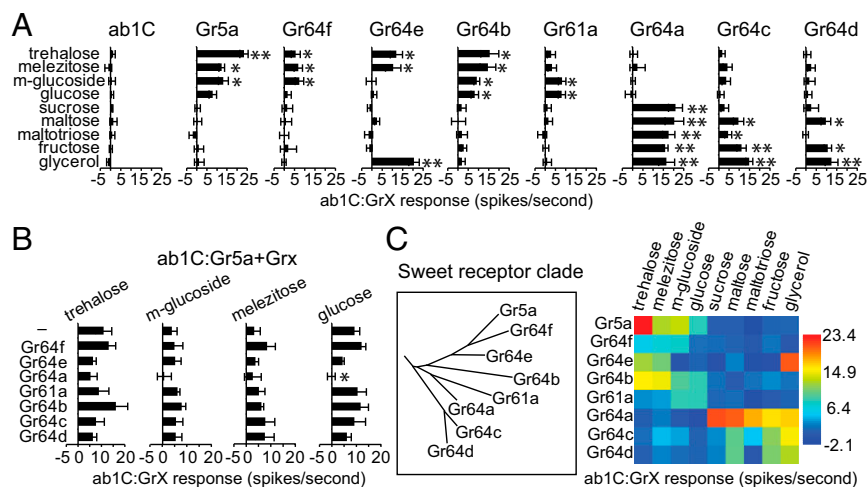 A
ab1C Gr5a Gr64f Gr64e Gr64b Gr61a Gr64a Gr64c Gr64d
trehalose ** * * * *
melezitose * * * *
m-glucoside * * * *
glucose * *
sucrose **
maltose ** * *
maltotriose ** *
fructose ** ** *
glycerol ** ** ** **
-5 5 15 25 -5 5 15 25 -5 5 15 25 -5 5 15 25 -5 5 15 25 -5 5 15 25 -5 5 15 25 -5 5 15 25 -5 5 15 25
ab1C:GrX response (spikes/second)
B
ab1C:Gr5a+Grx
trehalose m-glucoside melezitose glucose
–
Gr64f
Gr64e
Gr64a *
Gr61a
Gr64b
Gr64c
Gr64d
-5 0 10 20 -5 0 10 20 -5 0 10 20 -5 0 10 20
ab1C:GrX response (spikes/second)
C
Sweet receptor clade
Gr5a
Gr64f
Gr64e
Gr64b
Gr61a
Gr64a
Gr64c
Gr64d
trehalose melezitose m-glucoside glucose sucrose maltose maltotriose fructose glycerol
Gr5a
Gr64f
Gr64e
Gr64b
Gr61a
Gr64a
Gr64c
Gr64d
23.4
14.9
6.4
-2.1
ab1C:GrX response (spikes/second)